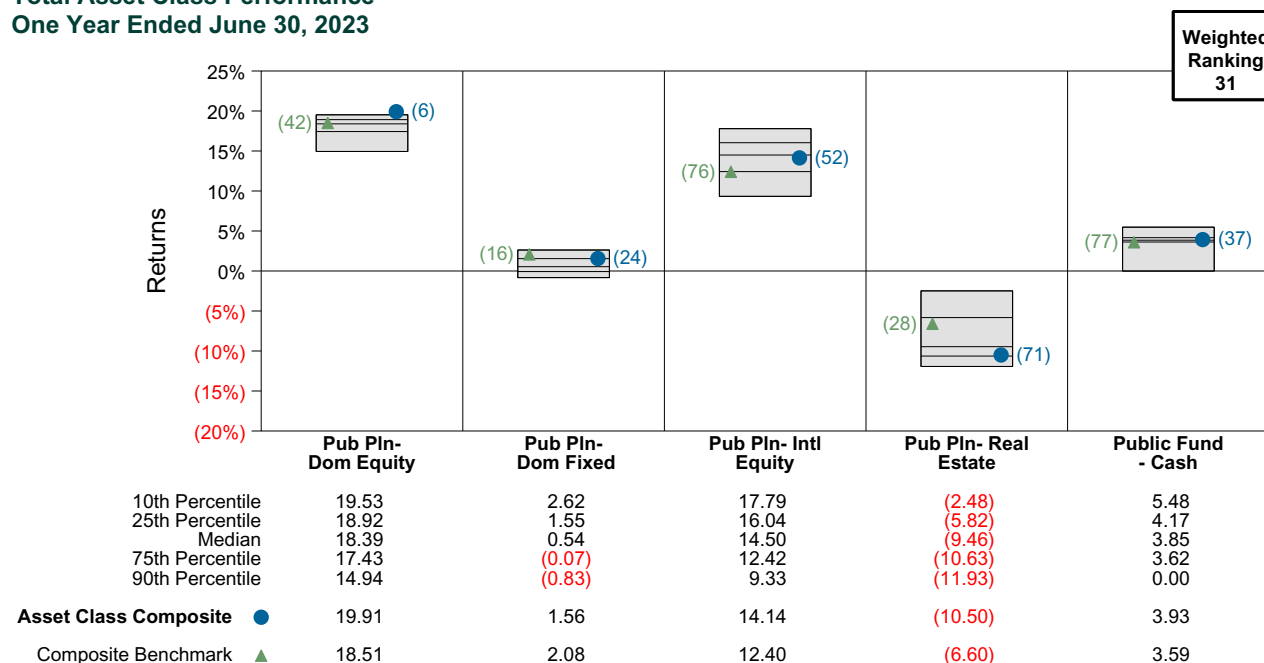 Total Asset Class Performance
One Year Ended June 30, 2023
Weighted
Ranking
31
25%
20%
15%
10%
5%
0%
(5%)
(10%)
(15%)
(20%)
Returns
(42) (6)
(16) (24)
(76) (52)
(28) (71)
(77) (37)
Pub Pln- Pub Pln- Pub Pln- Intl Pub Pln- Real Public Fund
Dom Equity Dom Fixed Equity Estate - Cash
10th Percentile 19.53 2.62 17.79 (2.48) 5.48
25th Percentile 18.92 1.55 16.04 (5.82) 4.17
Median 18.39 0.54 14.50 (9.46) 3.85
75th Percentile 17.43 (0.07) 12.42 (10.63) 3.62
90th Percentile 14.94 (0.83) 9.33 (11.93) 0.00
Asset Class Composite 19.91 1.56 14.14 (10.50) 3.93
Composite Benchmark 18.51 2.08 12.40 (6.60) 3.59